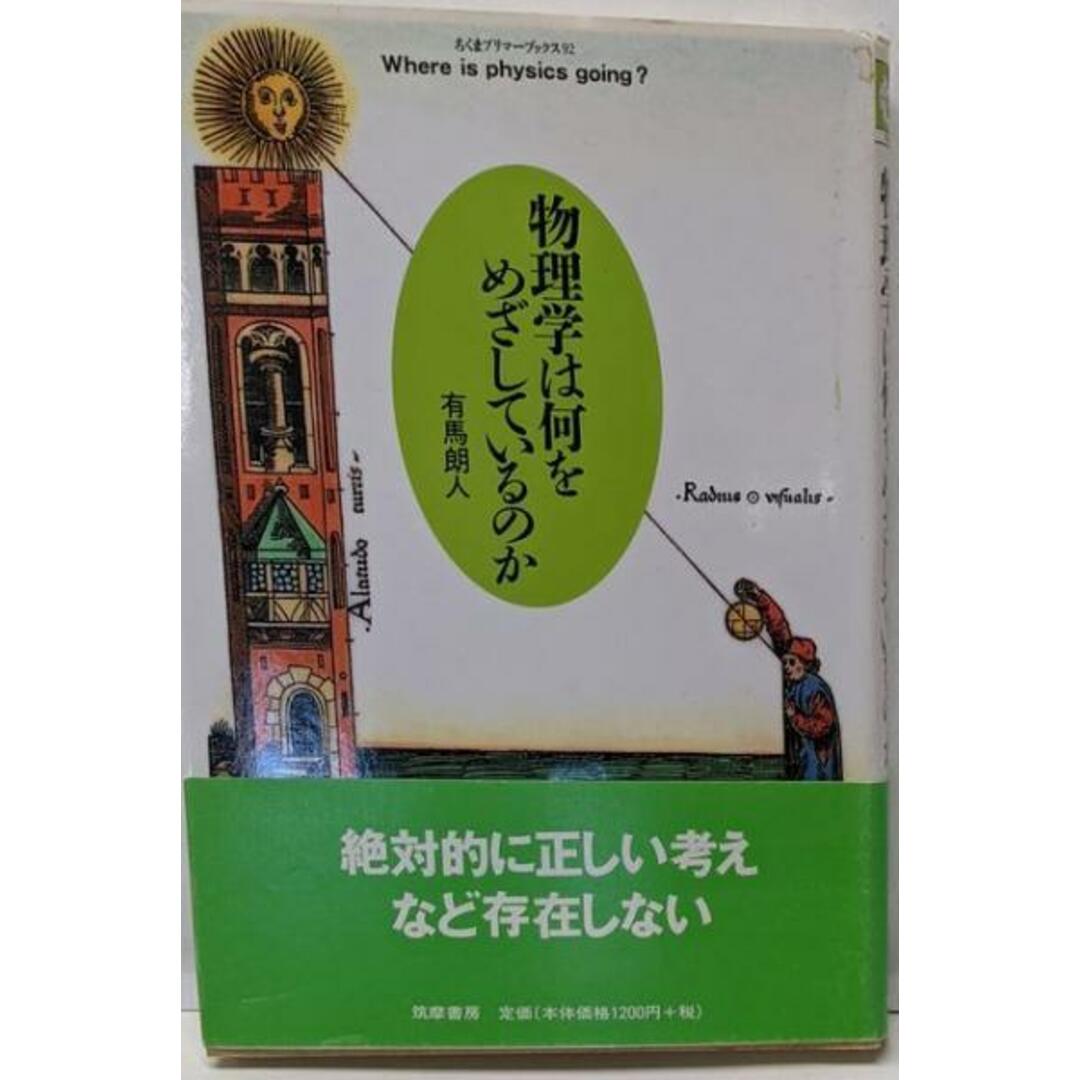 ちくまプリマーブックス92
Where is physics going?
物理学は何を
めざしているのか
有馬朗人
·Altitudo turris·
·Radius visualis·
絶対的に正しい考え
など存在しない
筑摩書房 定価(本体価格1200円+税)